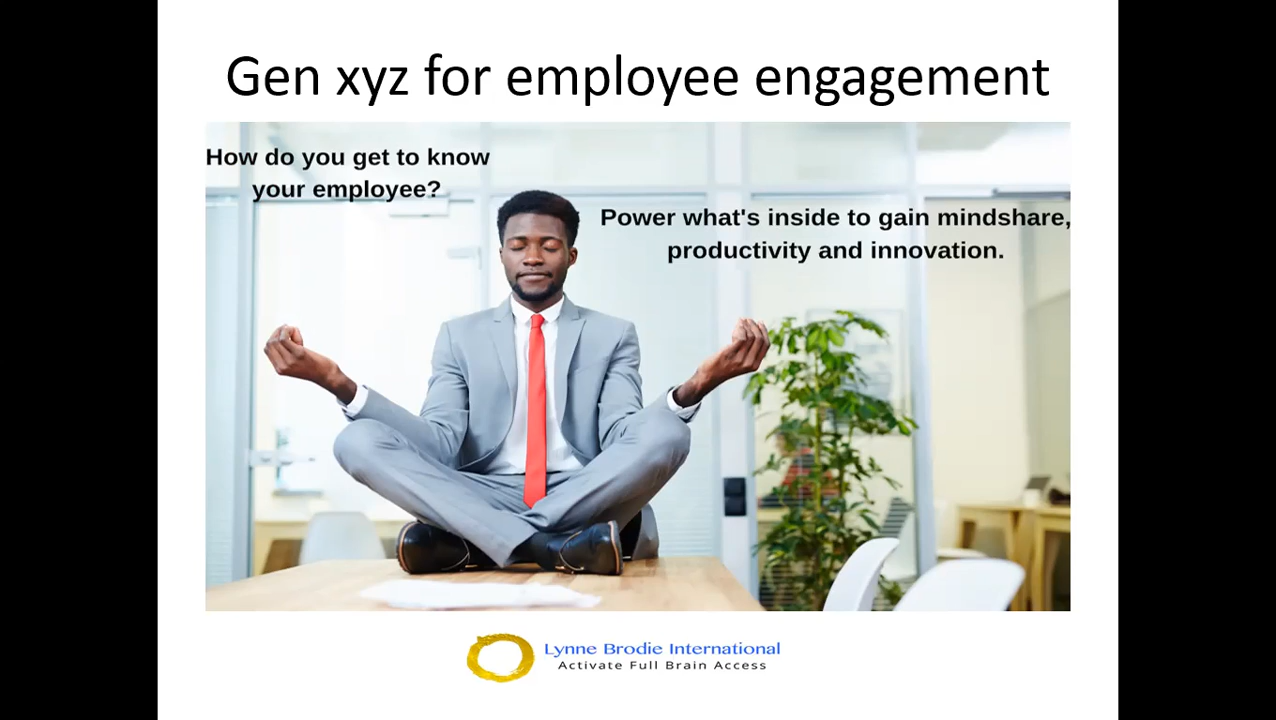 Gen xyz for employee engagement
How do you get to know
your employee?
Power what's inside to gain mindshare,
productivity and innovation.
Lynne Brodie International
Activate Full Brain Access